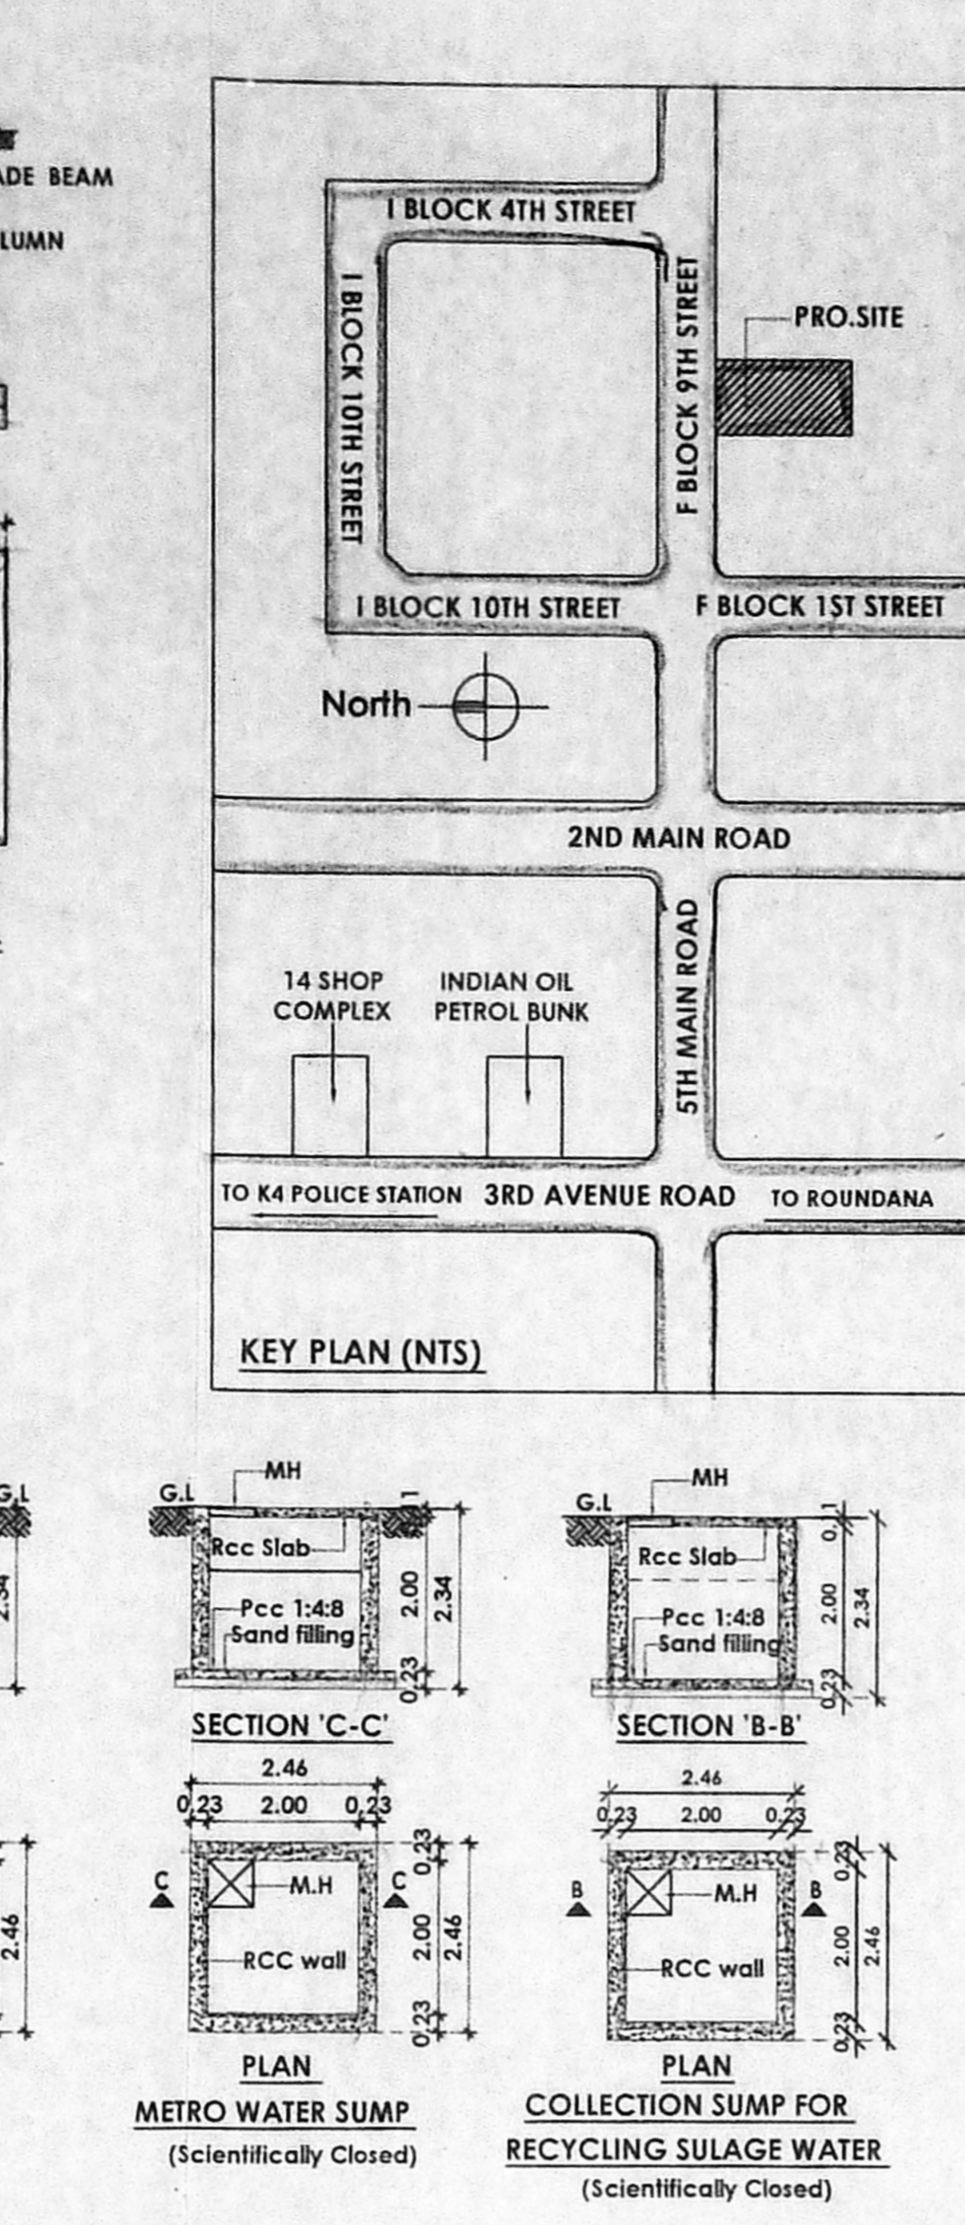 ADE BEAM
LUMN
I BLOCK 4TH STREET
I BLOCK 10TH STREET
F BLOCK 9TH STREET
PRO.SITE
I BLOCK 10TH STREET
F BLOCK 1ST STREET
North
2ND MAIN ROAD
5TH MAIN ROAD
14 SHOP
COMPLEX
INDIAN OIL
PETROL BUNK
TO K4 POLICE STATION
3RD AVENUE ROAD
TO ROUNDANA
KEY PLAN (NTS)
G.L
2.34
2.46
G.L
MH
Rcc Slab
Pcc 1:4:8
Sand filling
2.00
0.23
2.34
SECTION 'C-C'
2.46
0.23
2.00
0.23
C
M.H
C
RCC wall
0.23
2.00
0.23
2.46
PLAN
METRO WATER SUMP
(Scientifically Closed)
G.L
MH
Rcc Slab
Pcc 1:4:8
Sand filling
0.1
2.00
0.23
2.34
SECTION 'B-B'
2.46
0.23
2.00
0.23
B
M.H
B
RCC wall
0.23
2.00
0.23
2.46
PLAN
COLLECTION SUMP FOR
RECYCLING SULAGE WATER
(Scientifically Closed)